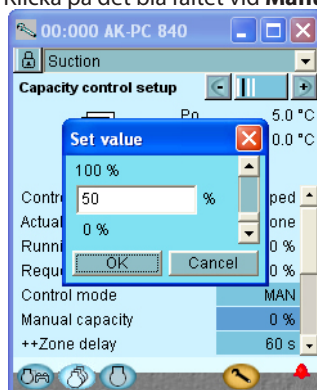 Klicka på det blå fältet vid Manu
00:000 AK-PC 840
Suction
Capacity control setup
Po 5.0 °C
0.0 °C
Set value
100 %
50 %
0 %
OK Cancel
Contr ped
Actual one
Runni 0 %
Reque 0 %
Control mode MAN
Manual capacity 0 %
++Zone delay 60 s